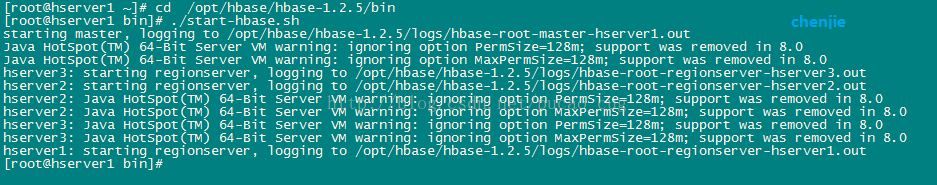 [root@hserver1 ~]# cd  /opt/hbase/hbase-1.2.5/bin
[root@hserver1 bin]# ./start-hbase.sh
chenjie
starting master, logging to /opt/hbase/hbase-1.2.5/logs/hbase-root-master-hserver1.out
Java HotSpot(TM) 64-Bit Server VM warning: ignoring option PermSize=128m; support was removed in 8.0
Java HotSpot(TM) 64-Bit Server VM warning: ignoring option MaxPermSize=128m; support was removed in 8.0
hserver3: starting regionserver, logging to /opt/hbase/hbase-1.2.5/logs/hbase-root-regionserver-hserver3.out
hserver2: starting regionserver, logging to /opt/hbase/hbase-1.2.5/logs/hbase-root-regionserver-hserver2.out
hserver2: Java HotSpot(TM) 64-Bit Server VM warning: ignoring option PermSize=128m; support was removed in 8.0
hserver2: Java HotSpot(TM) 64-Bit Server VM warning: ignoring option MaxPermSize=128m; support was removed in 8.0
hserver3: Java HotSpot(TM) 64-Bit Server VM warning: ignoring option PermSize=128m; support was removed in 8.0
hserver3: Java HotSpot(TM) 64-Bit Server VM warning: ignoring option MaxPermSize=128m; support was removed in 8.0
hserver1: starting regionserver, logging to /opt/hbase/hbase-1.2.5/logs/hbase-root-regionserver-hserver1.out
[root@hserver1 bin]#